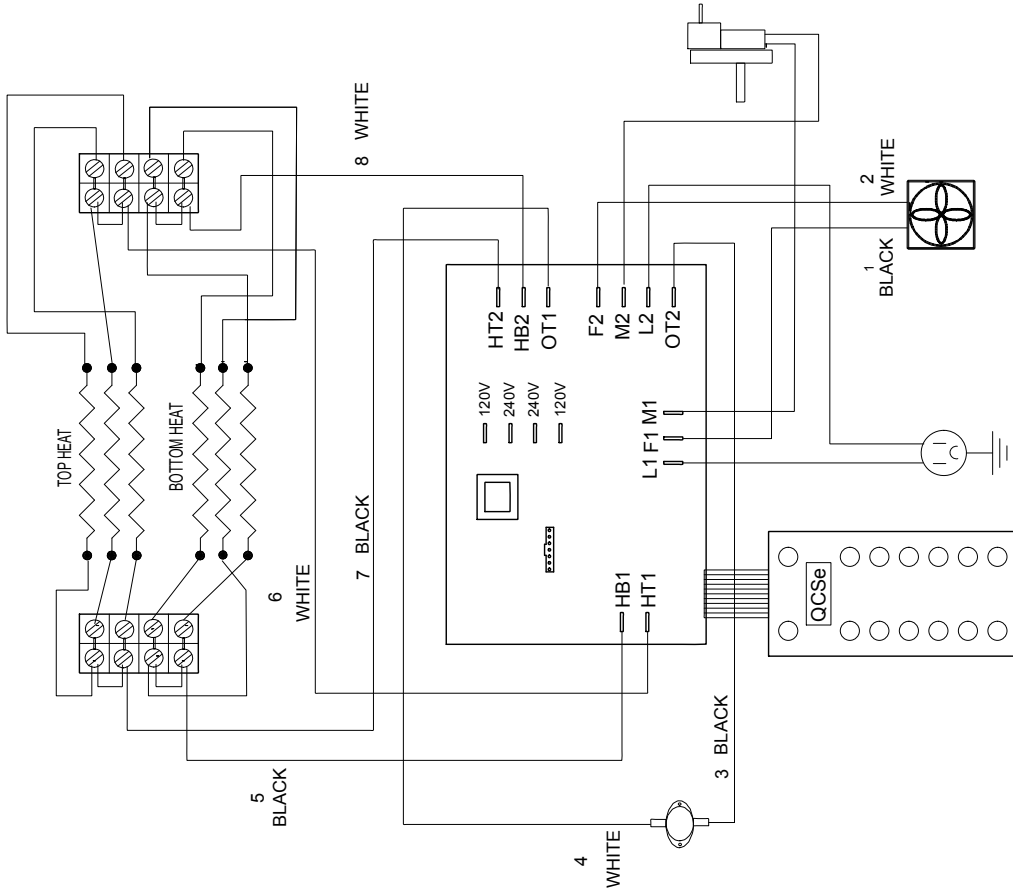 TOP HEAT
BOTTOM HEAT
8 WHITE
7 BLACK
6
WHITE
5
BLACK
4
WHITE
3 BLACK
2
WHITE
1
BLACK
HT2
HB2
OT1
F2
M2
L2
OT2
120V
240V
240V
120V
L1 F1 M1
HB1
HT1
QCSe